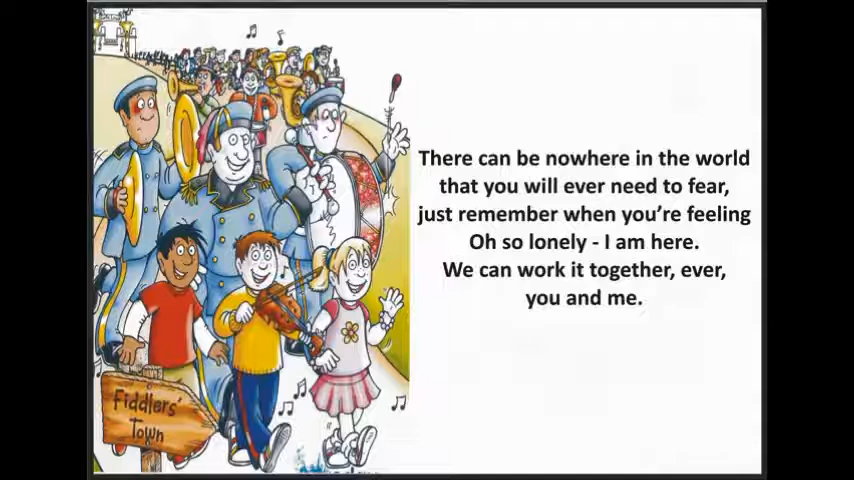 There can be nowhere in the world
that you will ever need to fear,
just remember when you're feeling
Oh so lonely - I am here.
We can work it together, ever,
you and me.
Fiddlers'
Town